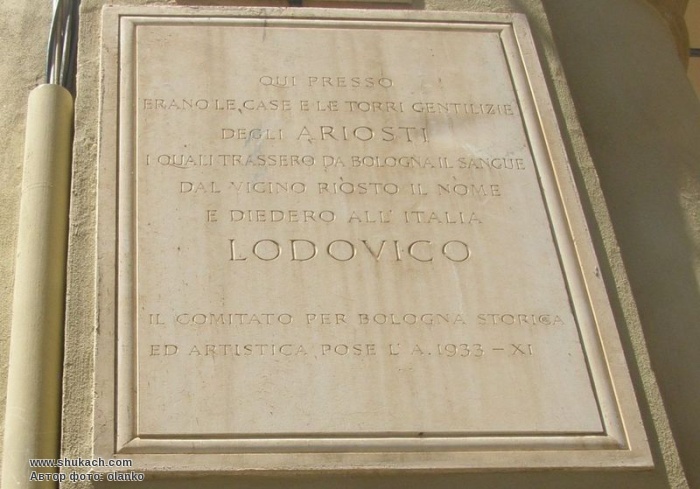 QUI PRESSO
ERANO LE CASE E LE TORRI GENTILIZIE
DEGLI ARIOSTI
I QUALI TRASSERO DA BOLOGNA IL SANGUE
DAL VICINO RIOSTO IL NOME
E DIEDERO ALL' ITALIA
LODOVICO
IL COMITATO PER BOLOGNA STORICA
ED ARTISTICA POSE L' A. 1933 - XI
www.shukach.com
Автор фото: olanko